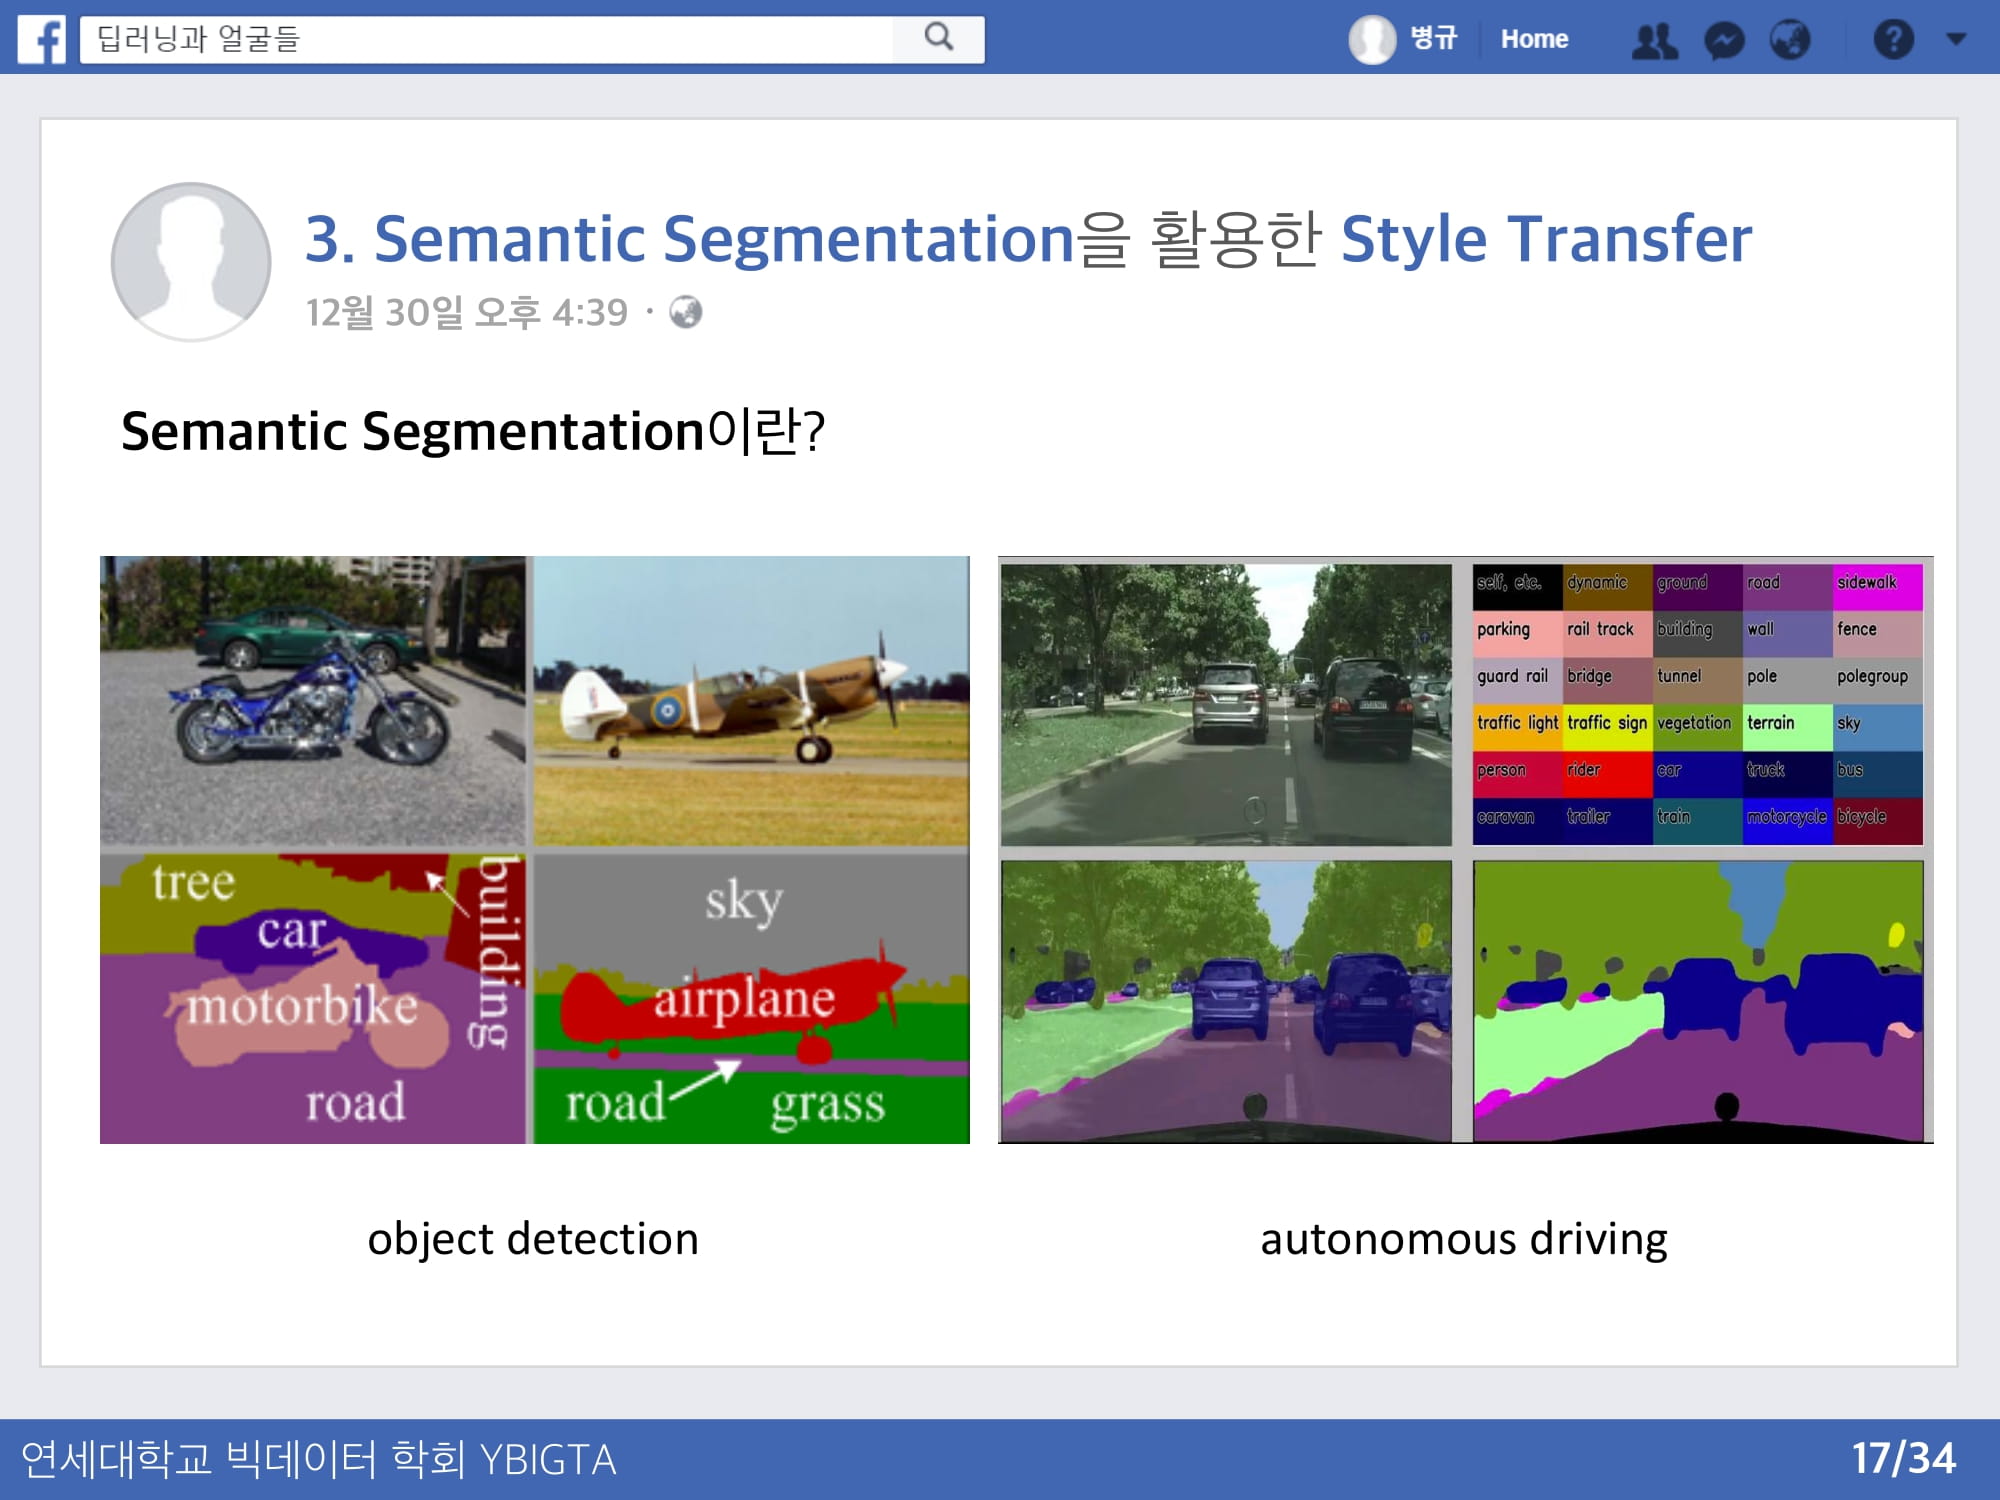 f 딥러닝과 얼굴들 병규 Home ?
3. Semantic Segmentation을 활용한 Style Transfer
12월 30일 오후 4:39 ·
Semantic Segmentation이란?
tree
car
building
motorbike
road
sky
airplane
road
grass
self, etc. dynamic ground road sidewalk
parking rail track building wall fence
guard rail bridge tunnel pole polegroup
traffic light traffic sign vegetation terrain sky
person rider car truck bus
caravan trailer train motorcycle bicycle
object detection
autonomous driving
연세대학교 빅데이터 학회 YBIGTA
17/34